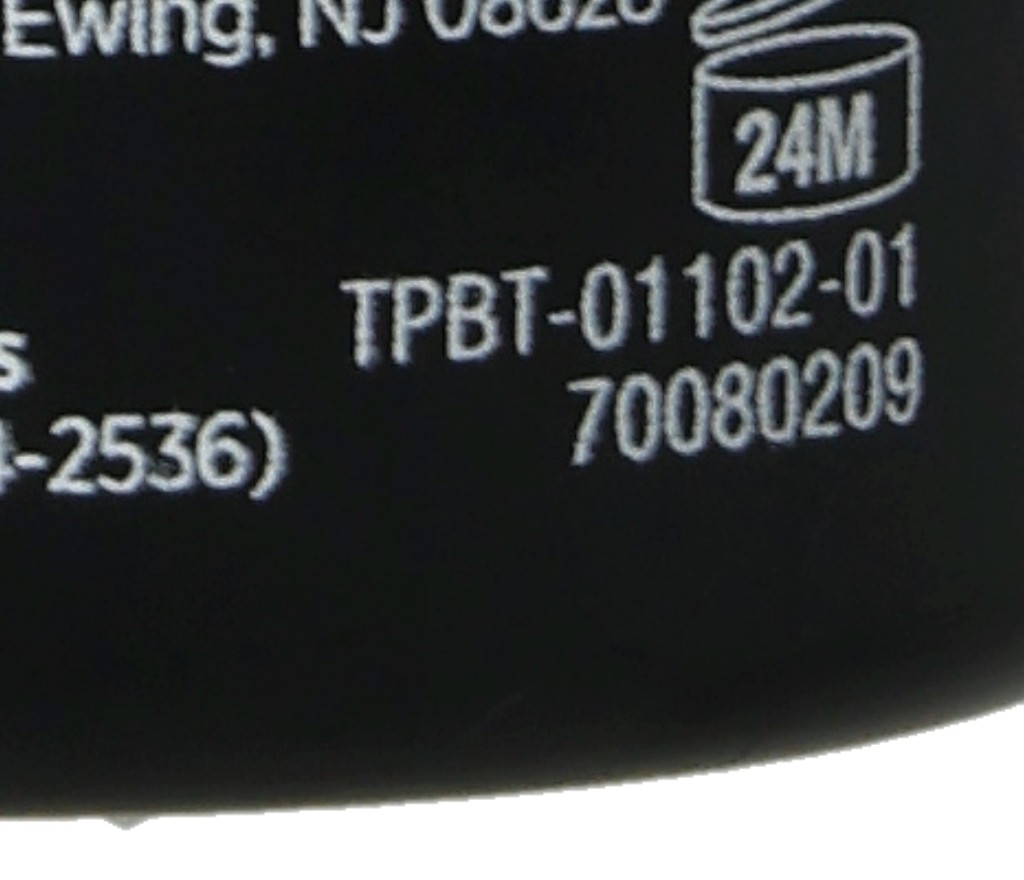 Ewing, NJ 08628
24M
TPBT-01102-01
s
70080209
4-2536)